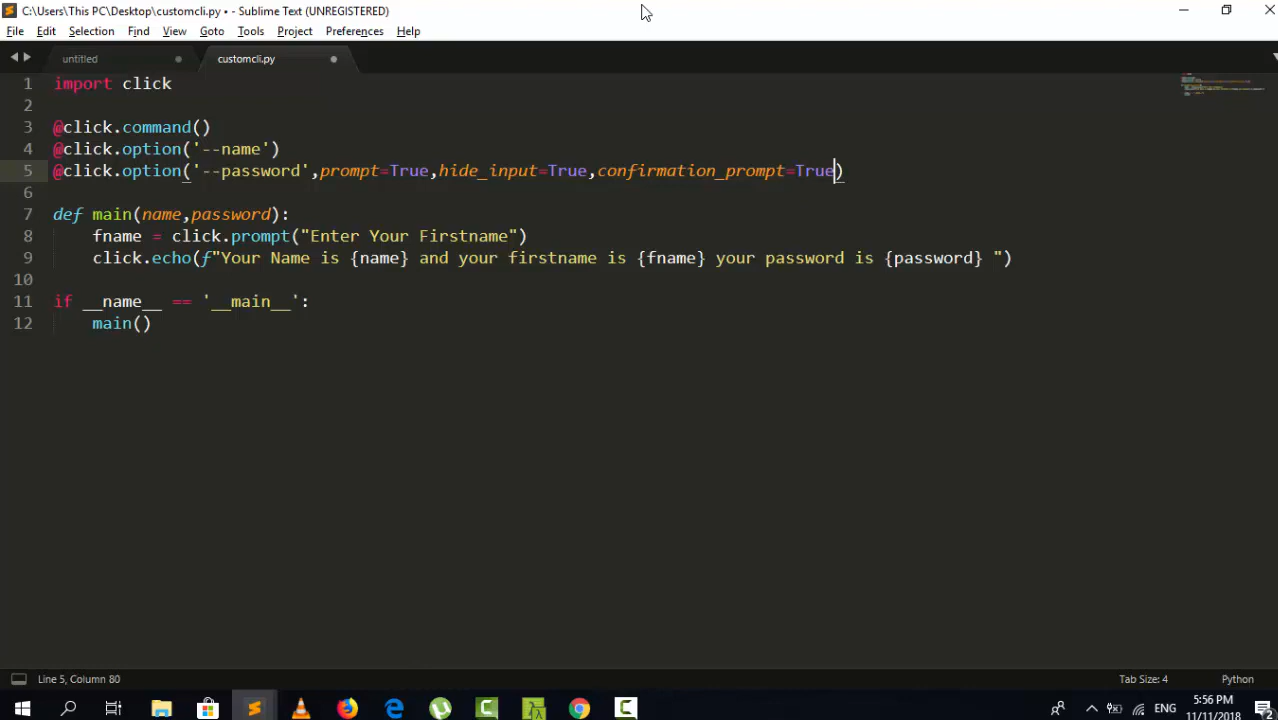 C:\Users\This PC\Desktop\customcli.py • - Sublime Text (UNREGISTERED)
File Edit Selection Find View Goto Tools Project Preferences Help
untitled customcli.py
1 import click
2
3 @click.command()
4 @click.option('--name')
5 @click.option('--password',prompt=True,hide_input=True,confirmation_prompt=True)
6
7 def main(name,password):
8     fname = click.prompt("Enter Your Firstname")
9     click.echo(f"Your Name is {name} and your firstname is {fname} your password is {password} ")
10
11 if __name__ == '__main__':
12     main()
Line 5, Column 80 Tab Size: 4 Python
ENG 5:56 PM
11/11/2018 2